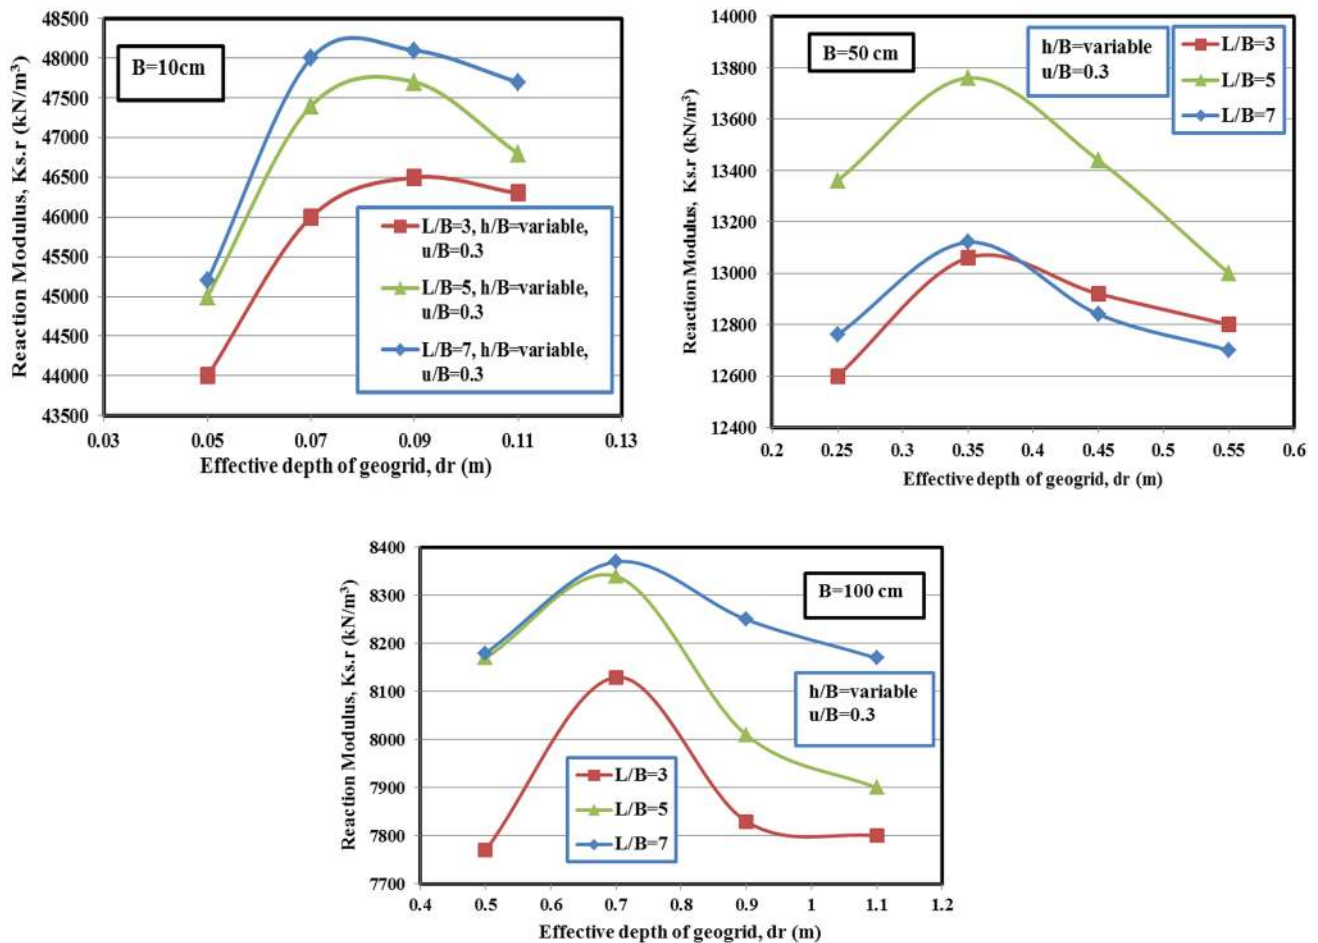 Reaction Modulus, Ks.r (kN/m³)
48500
48000
47500
47000
46500
46000
45500
45000
44500
44000
43500
B=10cm
L/B=3, h/B=variable,
u/B=0.3
L/B=5, h/B=variable,
u/B=0.3
L/B=7, h/B=variable,
u/B=0.3
0.03 0.05 0.07 0.09 0.11 0.13
Effective depth of geogrid, dr (m)
Reaction Modulus, Ks.r (kN/m³)
14000
13800
13600
13400
13200
13000
12800
12600
12400
B=50 cm
h/B=variable
u/B=0.3
L/B=3
L/B=5
L/B=7
0.2 0.25 0.3 0.35 0.4 0.45 0.5 0.55 0.6
Effective depth of geogrid, dr (m)
Reaction Modulus, Ks.r (kN/m³)
8400
8300
8200
8100
8000
7900
7800
7700
B=100 cm
h/B=variable
u/B=0.3
L/B=3
L/B=5
L/B=7
0.4 0.5 0.6 0.7 0.8 0.9 1 1.1 1.2
Effective depth of geogrid, dr (m)